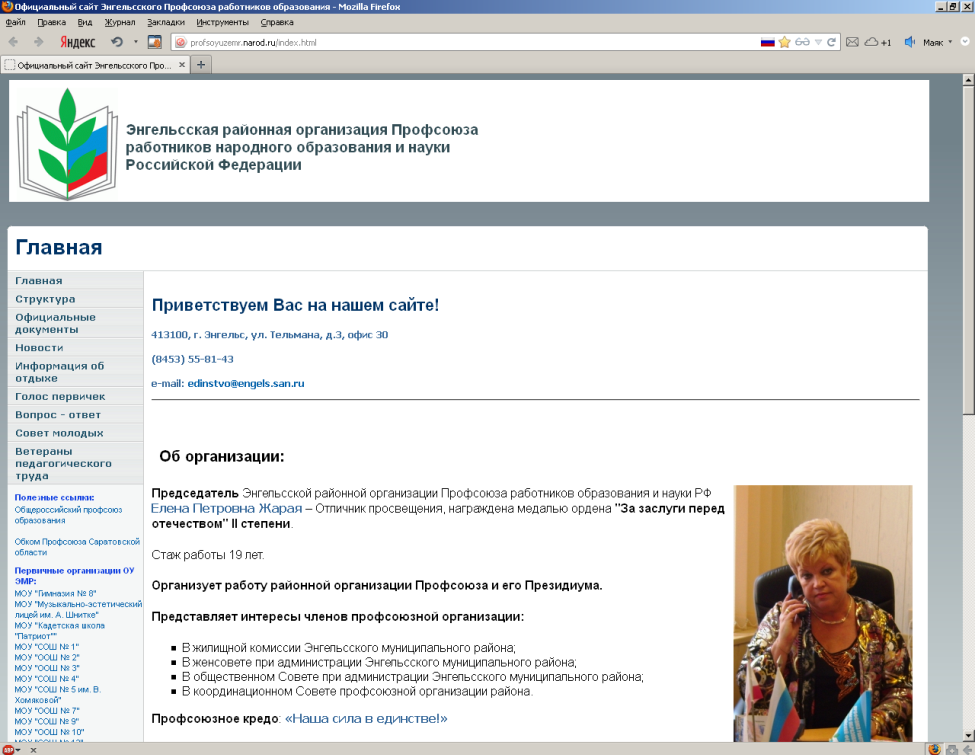 Официальный сайт Энгельсского Профсоюза работников образования - Mozilla Firefox
Файл Правка Вид Журнал Закладки Инструменты Справка
Яндекс
profsoyuzemr.narod.ru/index.html
+1
Маяк
Официальный сайт Энгельсского Про...
Энгельсская районная организация Профсоюза
работников народного образования и науки
Российской Федерации
Главная
Главная
Структура
Официальные
документы
Новости
Информация об
отдыхе
Голос первичек
Вопрос - ответ
Совет молодых
Ветераны
педагогического
труда
Полезные ссылки:
Общероссийский профсоюз
образования
Обком Профсоюза Саратовской
области
Первичные организации ОУ
ЭМР:
МОУ "Гимназия № 8"
МОУ "Музыкально-эстетический
лицей им. А. Шнитке"
МОУ "Кадетская школа
"Патриот""
МОУ "СОШ № 1"
МОУ "ООШ № 2"
МОУ "ООШ № 3"
МОУ "СОШ № 4"
МОУ "СОШ № 5 им. В.
Хомяковой"
МОУ "ООШ № 7"
МОУ "СОШ № 9"
МОУ "ООШ № 10"
Приветствуем Вас на нашем сайте!
413100, г. Энгельс, ул. Тельмана, д.3, офис 30
(8453) 55-81-43
e-mail: edinstvo@engels.san.ru
Об организации:
Председатель Энгельсской районной организации Профсоюза работников образования и науки РФ
Елена Петровна Жарая – Отличник просвещения, награждена медалью ордена "За заслуги перед
отечеством" II степени.
Стаж работы 19 лет.
Организует работу районной организации Профсоюза и его Президиума.
Представляет интересы членов профсоюзной организации:
В жилищной комиссии Энгельсского муниципального района;
В женсовете при администрации Энгельсского муниципального района;
В общественном Совете при администрации Энгельсского муниципального района;
В координационном Совете профсоюзной организации района.
Профсоюзное кредо: «Наша сила в единстве!»
ABP